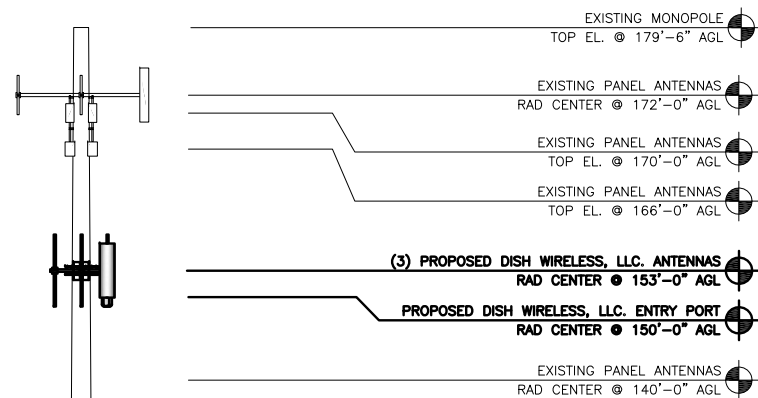 EXISTING MONOPOLE
TOP EL. @ 179'-6" AGL
EXISTING PANEL ANTENNAS
RAD CENTER @ 172'-0" AGL
EXISTING PANEL ANTENNAS
TOP EL. @ 170'-0" AGL
EXISTING PANEL ANTENNAS
TOP EL. @ 166'-0" AGL
(3) PROPOSED DISH WIRELESS, LLC. ANTENNAS
RAD CENTER @ 153'-0" AGL
PROPOSED DISH WIRELESS, LLC. ENTRY PORT
RAD CENTER @ 150'-0" AGL
EXISTING PANEL ANTENNAS
RAD CENTER @ 140'-0" AGL